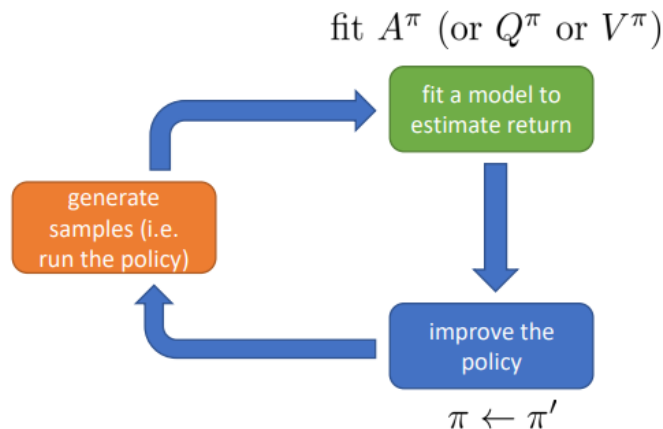 fit A^π (or Q^π or V^π)
fit a model to
estimate return
generate
samples (i.e.
run the policy)
improve the
policy
π ← π′